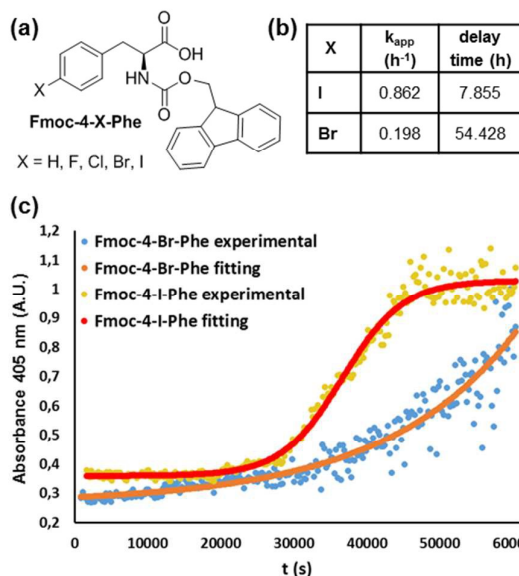 (a)
X
O
OH
HN
O
O
Fmoc-4-X-Phe
X = H, F, Cl, Br, I
(b)
X k_app (h⁻¹) delay time (h)
I 0.862 7.855
Br 0.198 54.428
(c)
Absorbance 405 nm (A.U.)
1,2
1,1
1
0,9
0,8
0,7
0,6
0,5
0,4
0,3
0,2
Fmoc-4-Br-Phe experimental
Fmoc-4-Br-Phe fitting
Fmoc-4-I-Phe experimental
Fmoc-4-I-Phe fitting
0 10000 20000 30000 40000 50000 6000
t (s)